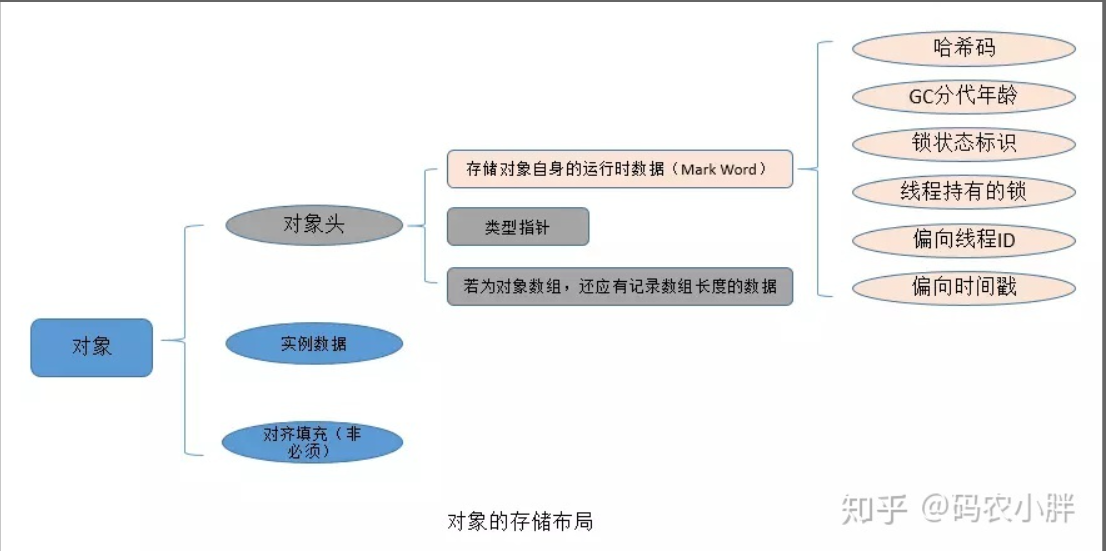 对象
对象头
存储对象自身的运行时数据（Mark Word）
哈希码
GC分代年龄
锁状态标识
线程持有的锁
偏向线程ID
偏向时间戳
类型指针
若为对象数组，还应有记录数组长度的数据
实例数据
对齐填充（非
必须）
对象的存储布局
知乎 @码农小胖